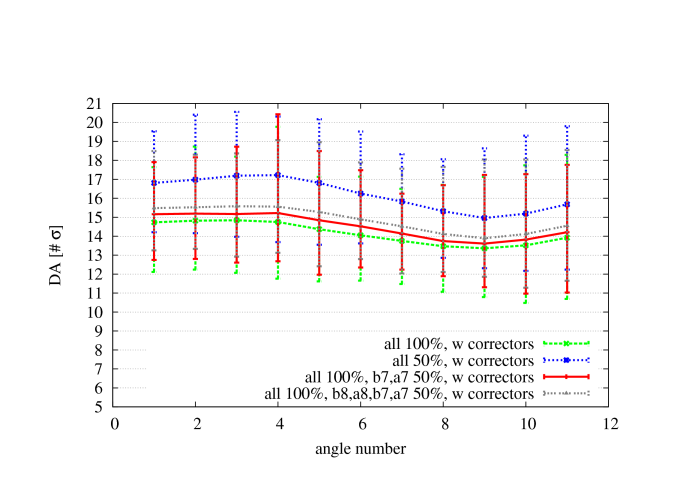 21
20
19
18
17
16
15
14
13
12
11
10
9
8
7
6
5
DA [# σ]
all 100%, w correctors
all 50%, w correctors
all 100%, b7,a7 50%, w correctors
all 100%, b8,a8,b7,a7 50%, w correctors
0 2 4 6 8 10 12
angle number